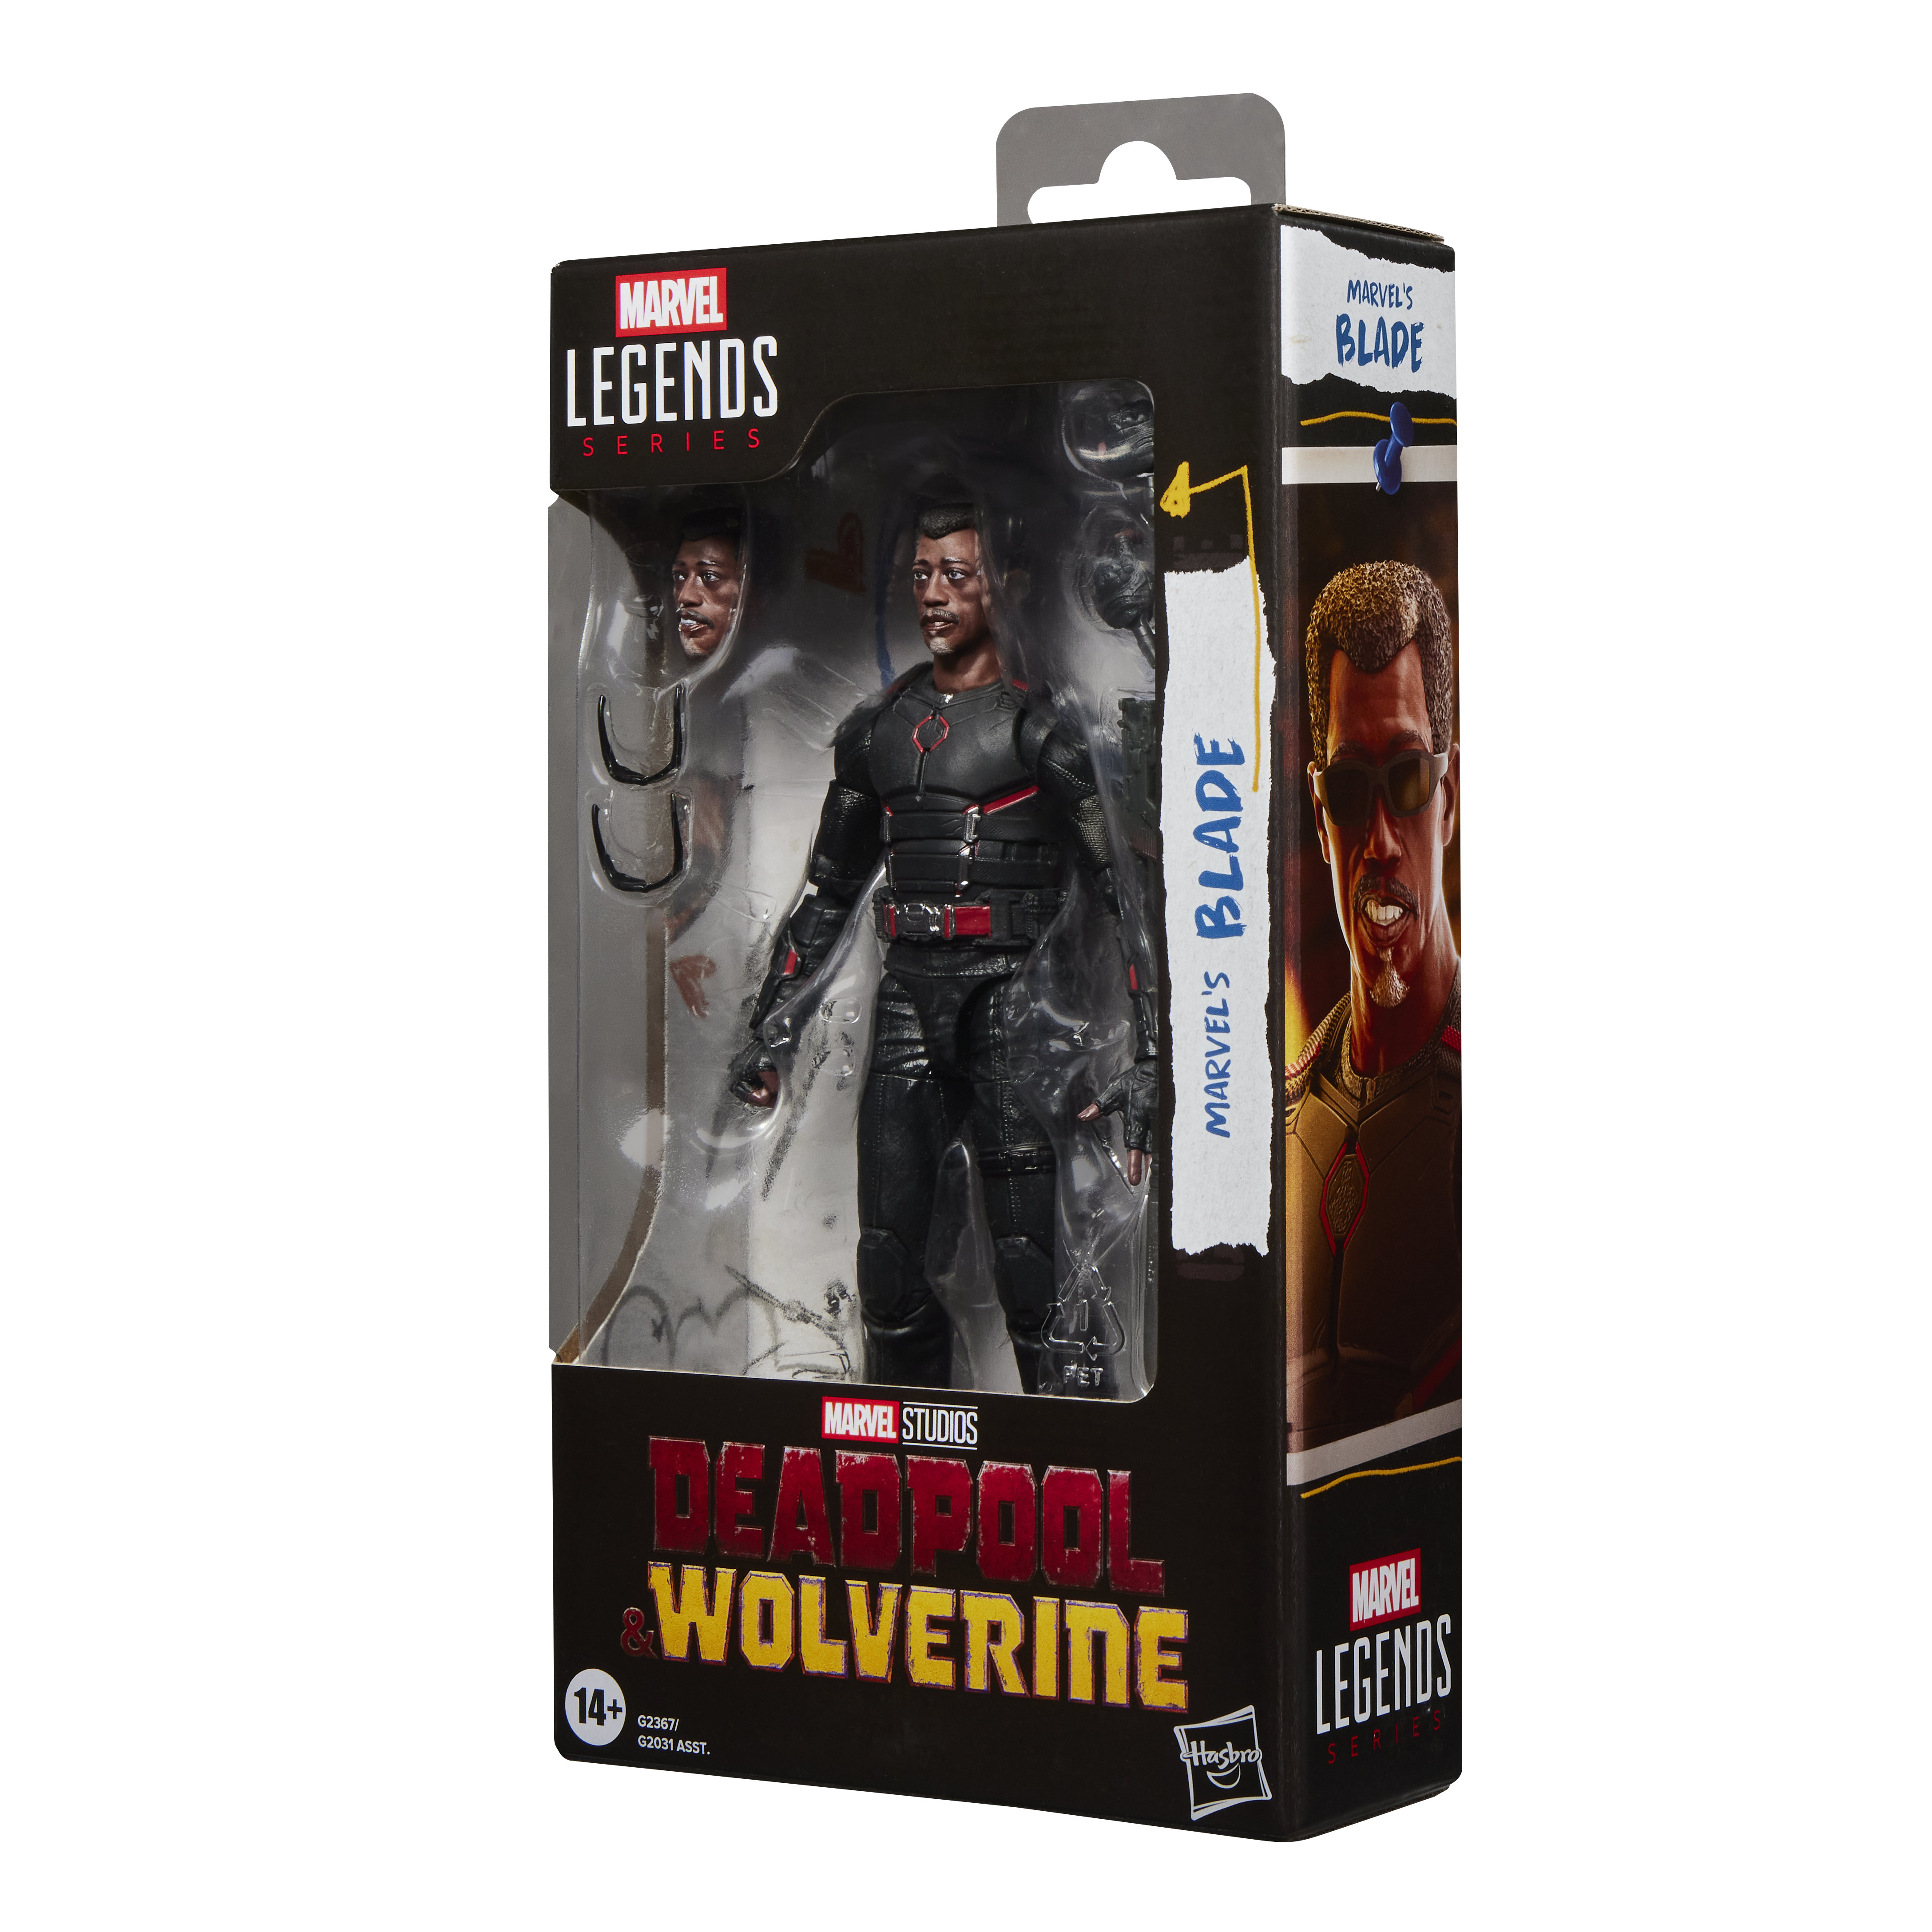 MARVEL
LEGENDS
SERIES
MARVEL'S BLADE
1
PET
MARVEL STUDIOS
DEADPOOL
& WOLVERINE
14+
G2367/
G2031 ASST.
Hasbro
MARVEL'S
BLADE
MARVEL
LEGENDS
SERIES